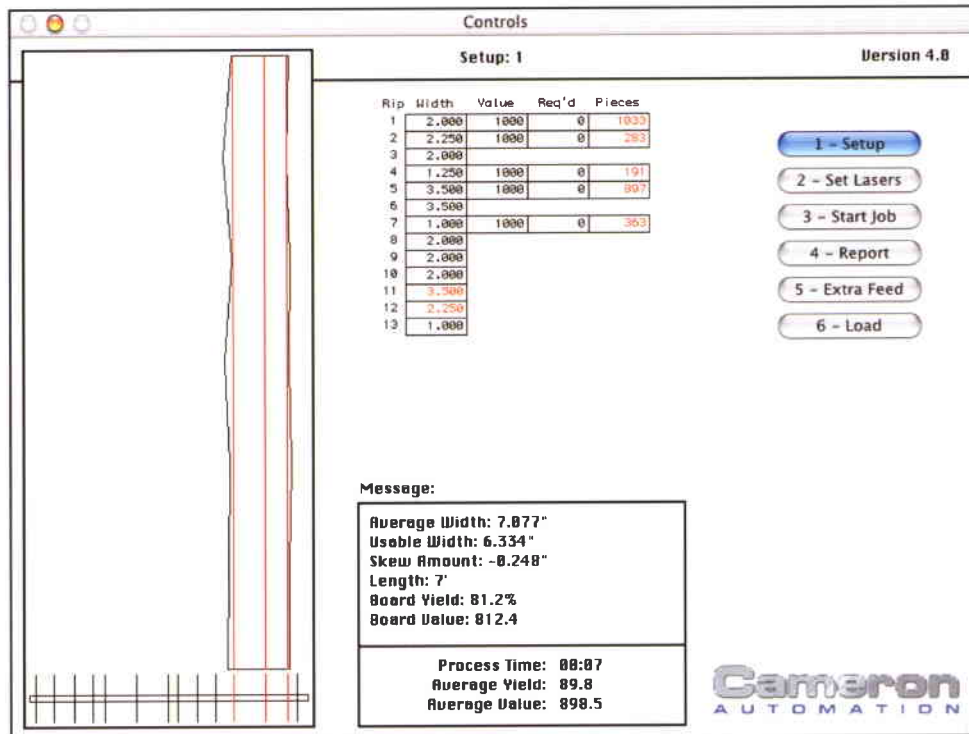 Controls
Setup: 1
Version 4.0
Rip Width Value Req'd Pieces
1 2.000 1000 0 1033
2 2.250 1000 0 283
3 2.000
4 1.250 1000 0 191
5 3.500 1000 0 897
6 3.500
7 1.000 1000 0 363
8 2.000
9 2.000
10 2.000
11 3.500
12 2.250
13 1.000
1 - Setup
2 - Set Lasers
3 - Start Job
4 - Report
5 - Extra Feed
6 - Load
Message:
Average Width: 7.077"
Usable Width: 6.334"
Skew Amount: -0.248"
Length: 7'
Board Yield: 81.2%
Board Value: 812.4
Process Time: 00:07
Average Yield: 89.8
Average Value: 898.5
Cameron
AUTOMATION